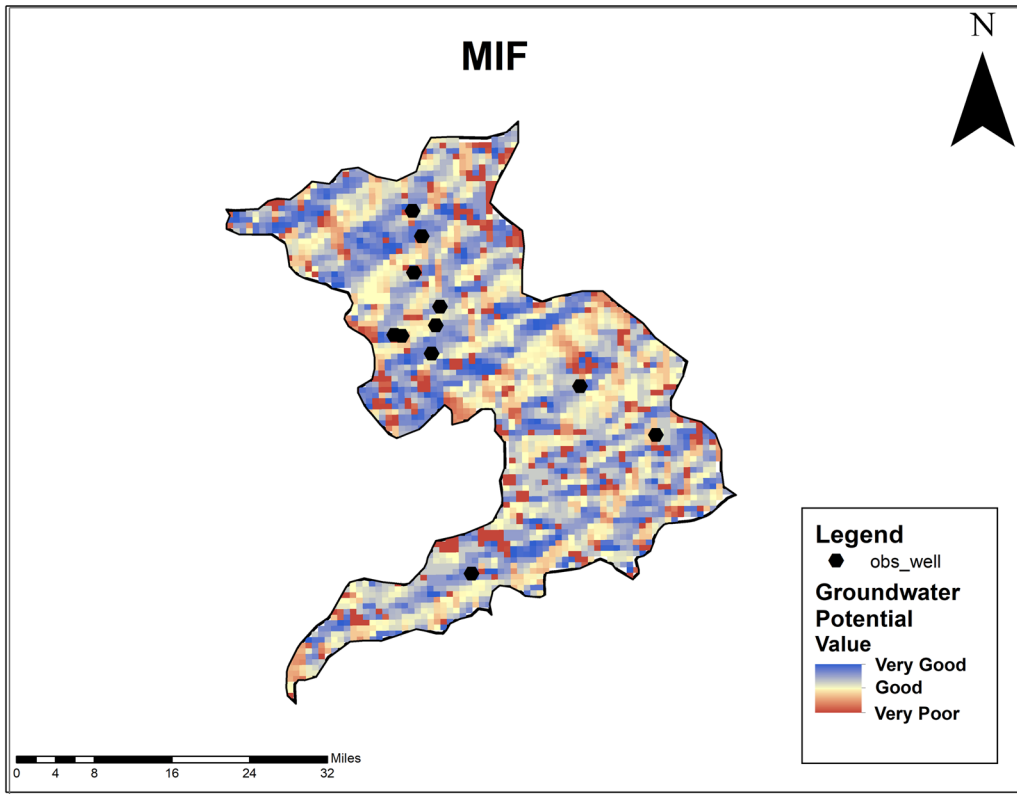 N
MIF
Legend
obs_well
Groundwater
Potential
Value
Very Good
Good
Very Poor
Miles
0 4 8 16 24 32